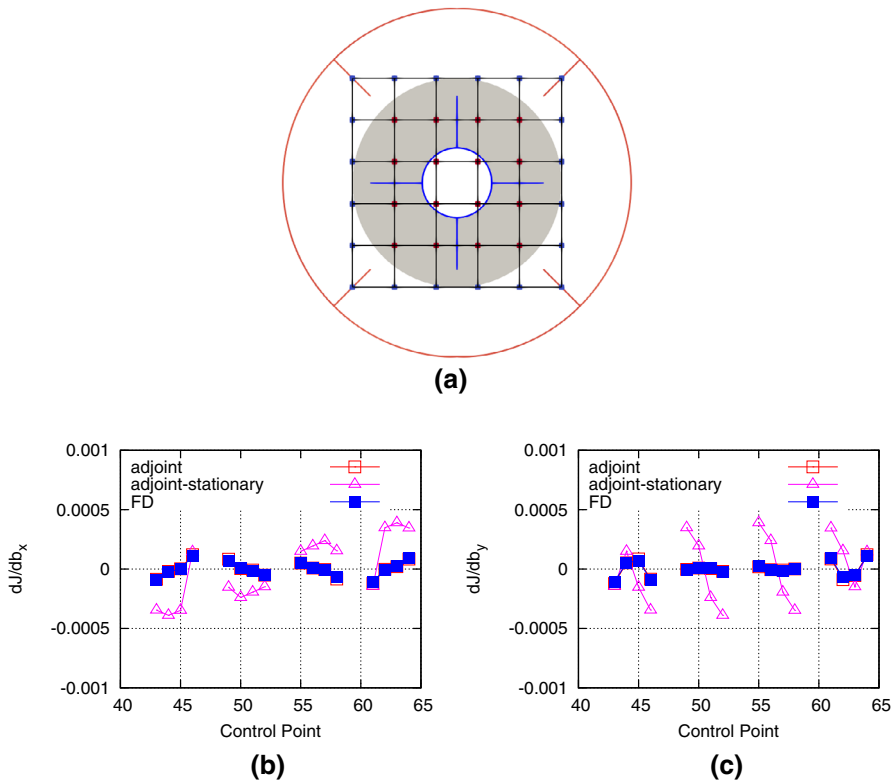 (a)
0.001
0.0005
0
-0.0005
-0.001
dJ/db_x
adjoint
adjoint-stationary
FD
40 45 50 55 60 65
Control Point
(b)
0.001
0.0005
0
-0.0005
-0.001
dJ/db_y
adjoint
adjoint-stationary
FD
40 45 50 55 60 65
Control Point
(c)